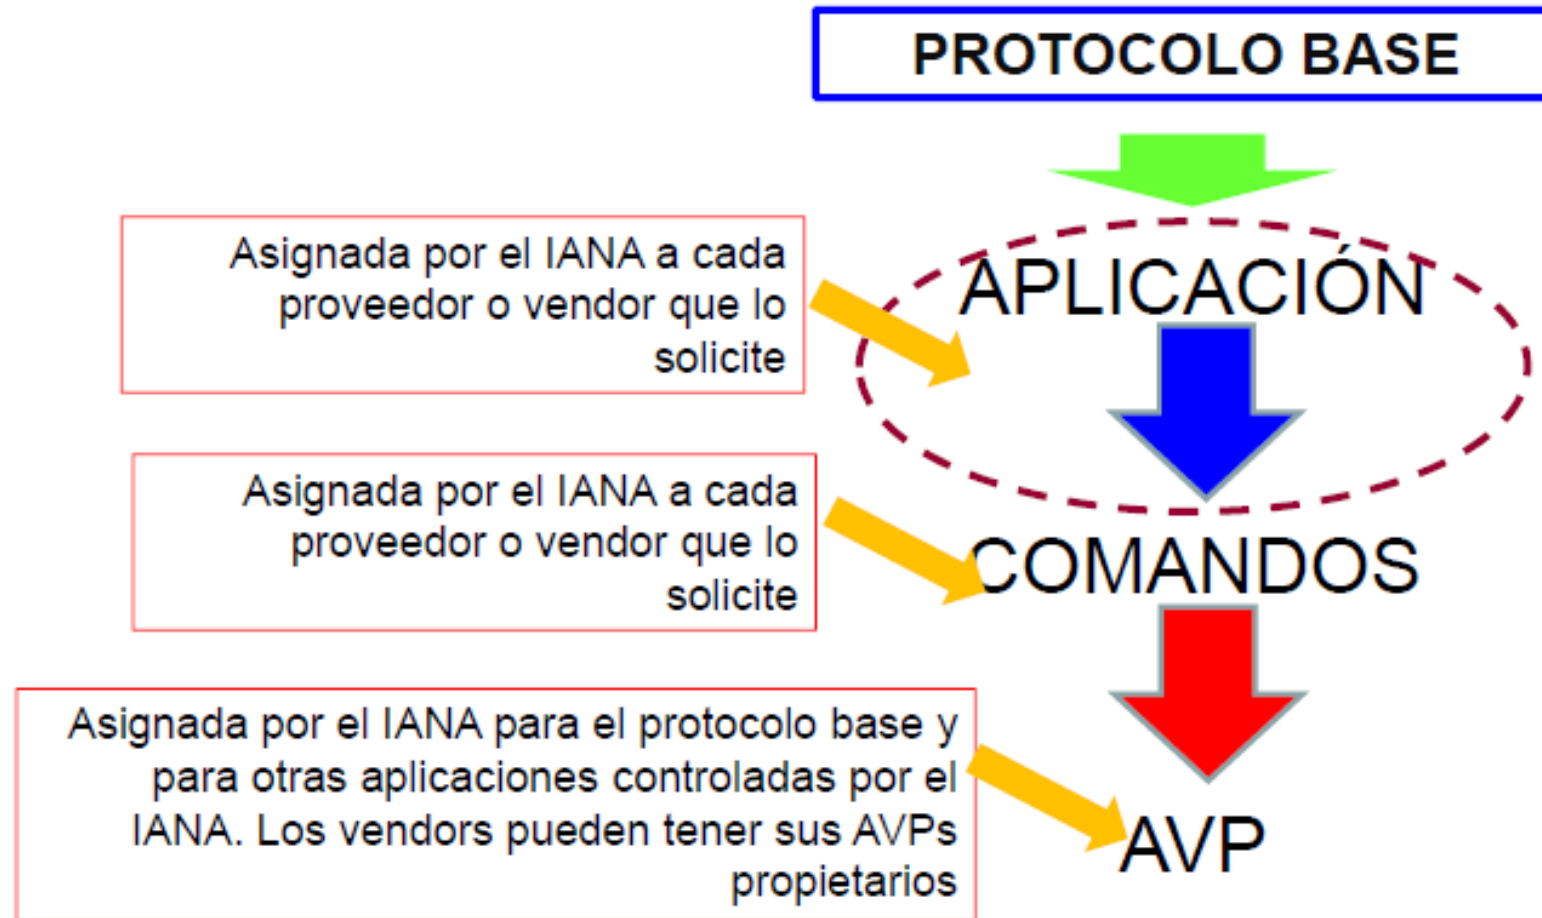 PROTOCOLO BASE
Asignada por el IANA a cada
proveedor o vendor que lo
solicite
APLICACIÓN
Asignada por el IANA a cada
proveedor o vendor que lo
solicite
COMANDOS
Asignada por el IANA para el protocolo base y
para otras aplicaciones controladas por el
IANA. Los vendors pueden tener sus AVPs
propietarios
AVP